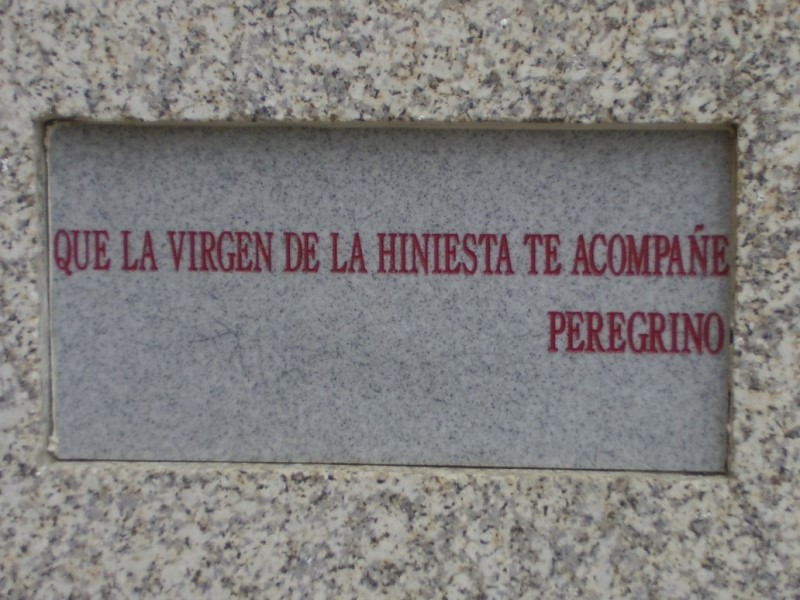 QUE LA VIRGEN DE LA HINIESTA TE ACOMPAÑE
PEREGRINO